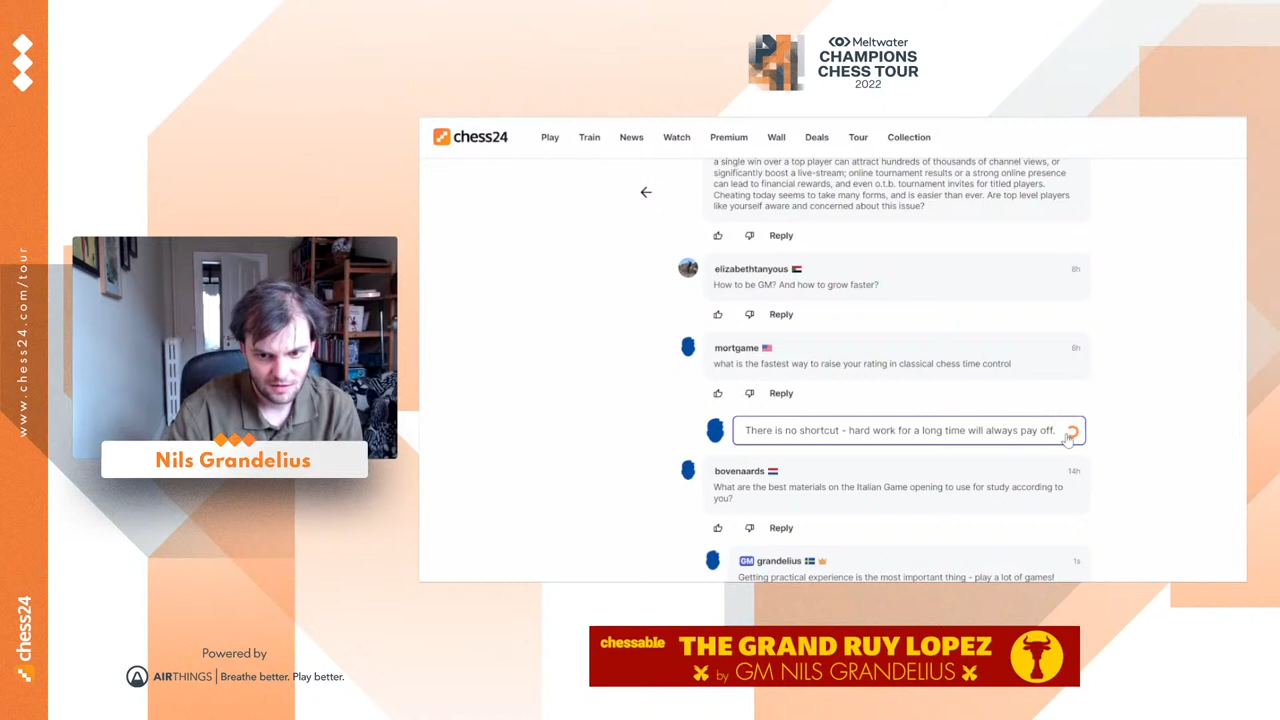 Meltwater
CHAMPIONS
CHESS TOUR
2022
chess24
Play Train News Watch Premium Wall Deals Tour Collection
a single win over a top player can attract hundreds of thousands of channel views, or
significantly boost a live-stream; online tournament results or a strong online presence
can lead to financial rewards, and even o.t.b. tournament invites for titled players.
Cheating today seems to take many forms, and is easier than ever. Are top level players
like yourself aware and concerned about this issue?
Reply
elizabethtanyous 8h
How to be GM? And how to grow faster?
Reply
mortgame 8h
what is the fastest way to raise your rating in classical chess time control
Reply
There is no shortcut - hard work for a long time will always pay off.
bovenaards 14h
What are the best materials on the Italian Game opening to use for study according to
you?
Reply
GM grandelius 1s
Getting practical experience is the most important thing - play a lot of games!
www.chess24.com/tour
chess24
Nils Grandelius
Powered by
AIRTHINGS | Breathe better. Play better.
chessable THE GRAND RUY LOPEZ
by GM NILS GRANDELIUS